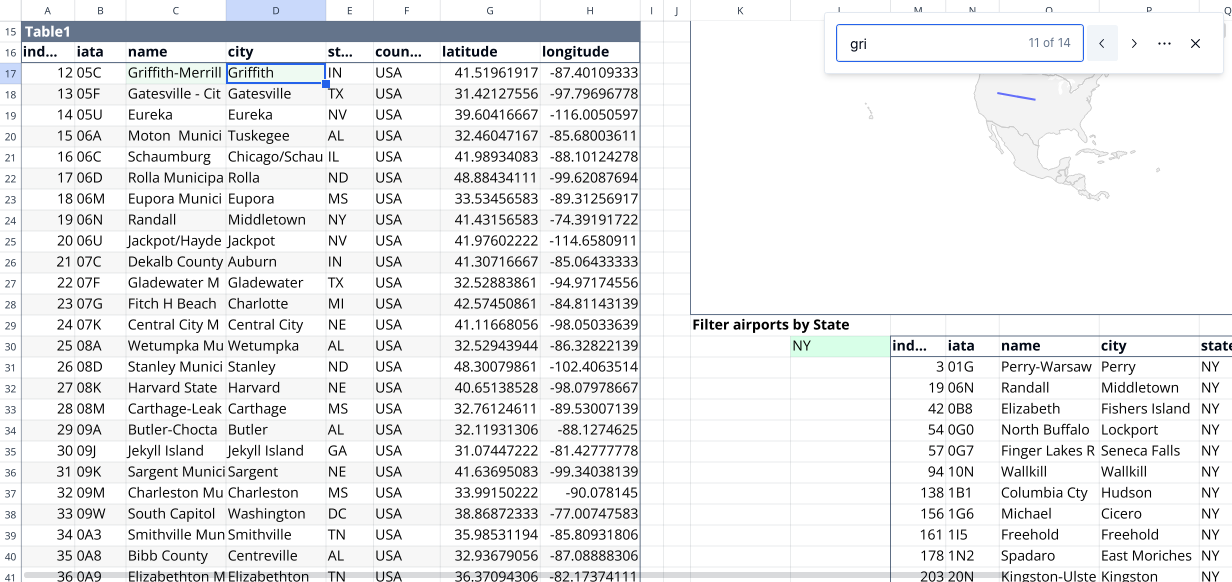 A B C D E F G H I J K L M N O P Q
gri 11 of 14
15 Table1
16 ind... iata name city st... coun... latitude longitude
17 12 05C Griffith-Merrill Griffith IN USA 41.51961917 -87.40109333
18 13 05F Gatesville - Cit Gatesville TX USA 31.42127556 -97.79696778
19 14 05U Eureka Eureka NV USA 39.60416667 -116.0050597
20 15 06A Moton Munici Tuskegee AL USA 32.46047167 -85.68003611
21 16 06C Schaumburg Chicago/Schau IL USA 41.98934083 -88.10124278
22 17 06D Rolla Municipa Rolla ND USA 48.88434111 -99.62087694
23 18 06M Eupora Munici Eupora MS USA 33.53456583 -89.31256917
24 19 06N Randall Middletown NY USA 41.43156583 -74.39191722
25 20 06U Jackpot/Hayde Jackpot NV USA 41.97602222 -114.6580911
26 21 07C Dekalb County Auburn IN USA 41.30716667 -85.06433333
27 22 07F Gladewater M Gladewater TX USA 32.52883861 -94.97174556
28 23 07G Fitch H Beach Charlotte MI USA 42.57450861 -84.81143139
29 24 07K Central City M Central City NE USA 41.11668056 -98.05033639 Filter airports by State
30 25 08A Wetumpka Mu Wetumpka AL USA 32.52943944 -86.32822139 NY ind... iata name city state
31 26 08D Stanley Munici Stanley ND USA 48.30079861 -102.4063514 3 01G Perry-Warsaw Perry NY
32 27 08K Harvard State Harvard NE USA 40.65138528 -98.07978667 19 06N Randall Middletown NY
33 28 08M Carthage-Leak Carthage MS USA 32.76124611 -89.53007139 42 0B8 Elizabeth Fishers Island NY
34 29 09A Butler-Chocta Butler AL USA 32.11931306 -88.1274625 54 0G0 North Buffalo Lockport NY
35 30 09J Jekyll Island Jekyll Island GA USA 31.07447222 -81.42777778 57 0G7 Finger Lakes R Seneca Falls NY
36 31 09K Sargent Munici Sargent NE USA 41.63695083 -99.34038139 94 10N Wallkill Wallkill NY
37 32 09M Charleston Mu Charleston MS USA 33.99150222 -90.078145 138 1B1 Columbia Cty Hudson NY
38 33 09W South Capitol Washington DC USA 38.86872333 -77.00747583 156 1G6 Michael Cicero NY
39 34 0A3 Smithville Mun Smithville TN USA 35.98531194 -85.80931806 161 1I5 Freehold Freehold NY
40 35 0A8 Bibb County Centreville AL USA 32.93679056 -87.08888306 178 1N2 Spadaro East Moriches NY
41 36 0A9 Elizabethton M Elizabethton TN USA 36.37094306 -82.17374111 203 20N Kingston-Ulste Kingston NY